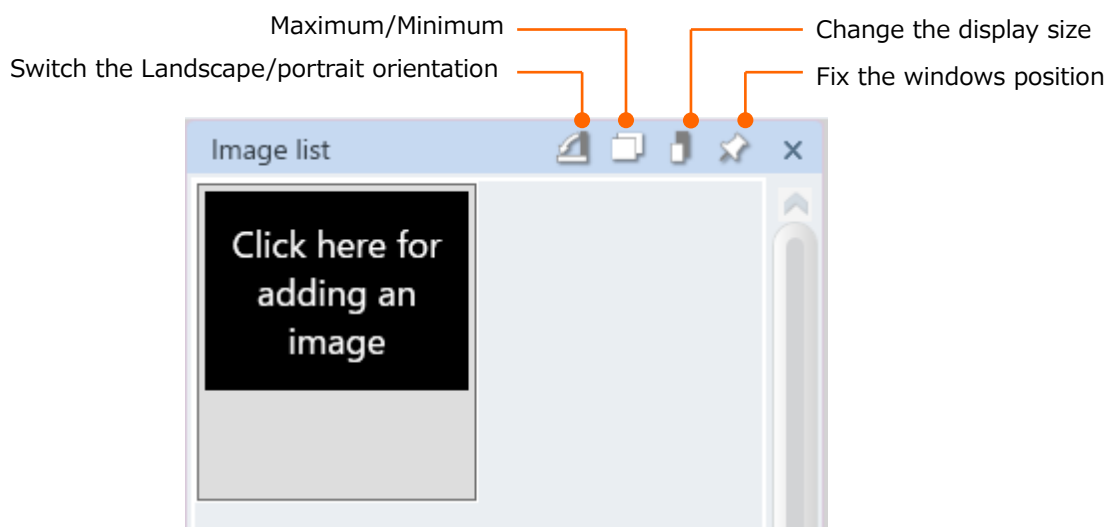 Maximum/Minimum
Change the display size
Switch the Landscape/portrait orientation
Fix the windows position
Image list
Click here for
adding an
image